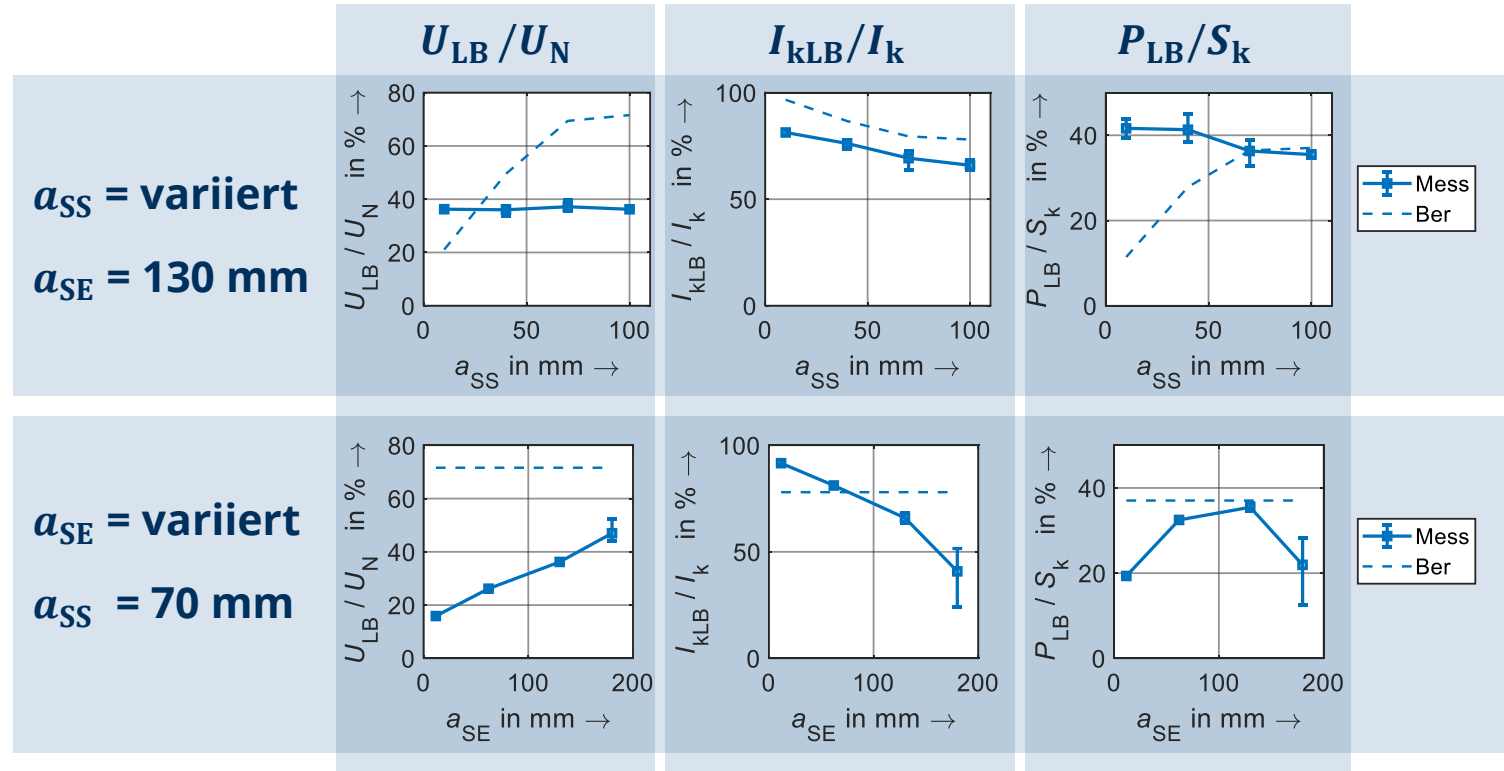 U_LB /U_N
I_kLB/I_k
P_LB/S_k
a_SS = variiert
a_SE = 130 mm
80
60
40
20
0
0 50 100
U_LB / U_N in % →
a_SS in mm →
100
50
0
0 50 100
I_kLB / I_k in % →
a_SS in mm →
40
20
0
0 50 100
P_LB / S_k in % →
a_SS in mm →
Mess
Ber
a_SE = variiert
a_SS = 70 mm
80
60
40
20
0
0 100 200
U_LB / U_N in % →
a_SE in mm →
100
50
0
0 100 200
I_kLB / I_k in % →
a_SE in mm →
40
20
0
0 100 200
P_LB / S_k in % →
a_SE in mm →
Mess
Ber